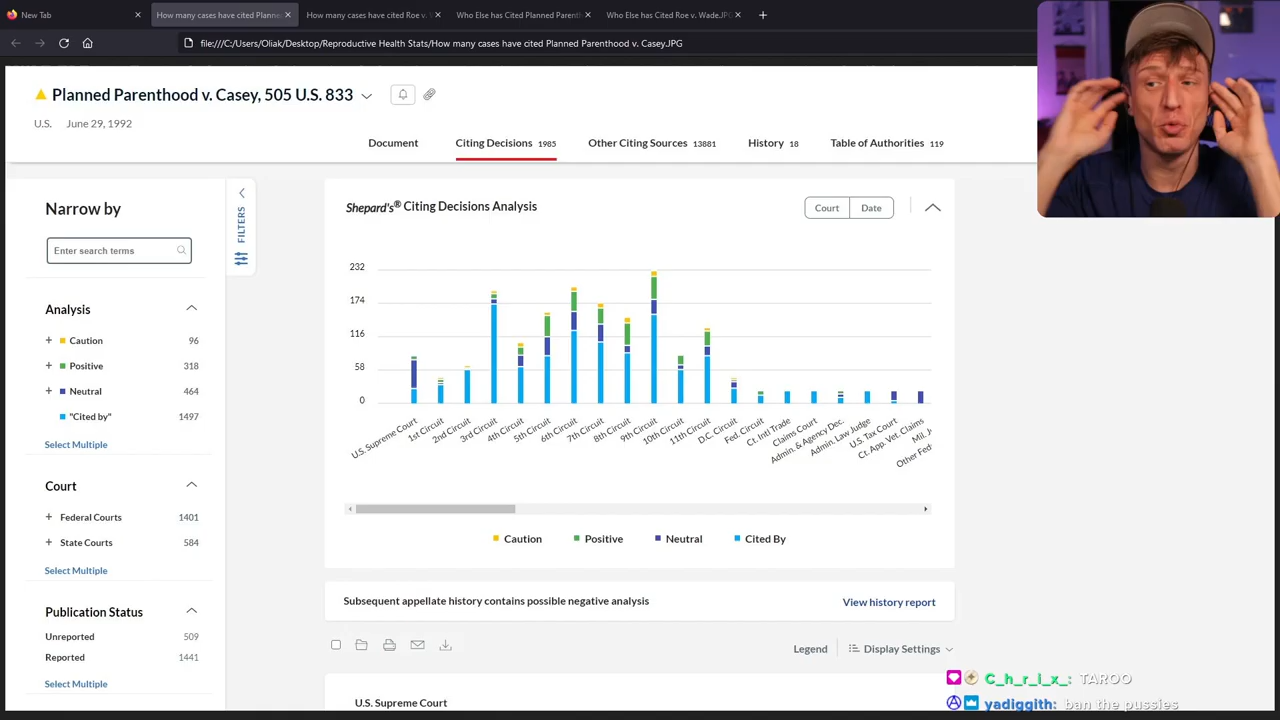 New Tab
How many cases have cited Planne
How many cases have cited Roe v. W
Who Else has Cited Planned Parenth
Who Else has Cited Roe v. Wade.JPG
file:///C:/Users/Oliak/Desktop/Reproductive Health Stats/How many cases have cited Planned Parenthood v. Casey.JPG
Planned Parenthood v. Casey, 505 U.S. 833
U.S. June 29, 1992
Document
Citing Decisions 1985
Other Citing Sources 13881
History 18
Table of Authorities 119
Narrow by
Enter search terms
FILTERS
Analysis
Caution 96
Positive 318
Neutral 464
"Cited by" 1497
Select Multiple
Court
Federal Courts 1401
State Courts 584
Select Multiple
Publication Status
Unreported 509
Reported 1441
Select Multiple
Shepard's® Citing Decisions Analysis
Court Date
232
174
116
58
0
U.S. Supreme Court
1st Circuit
2nd Circuit
3rd Circuit
4th Circuit
5th Circuit
6th Circuit
7th Circuit
8th Circuit
9th Circuit
10th Circuit
11th Circuit
D.C. Circuit
Fed. Circuit
Ct. Intl Trade
Claims Court
Admin. & Agency Dec.
Admin. Law Judge
U.S. Tax Court
Ct. App. Vet. Claims
Mil. J
Other Fed
Caution Positive Neutral Cited By
Subsequent appellate history contains possible negative analysis
View history report
Legend
Display Settings
U.S. Supreme Court
C_h_r_i_x_: TAROO
yadiggith: ban the pussies